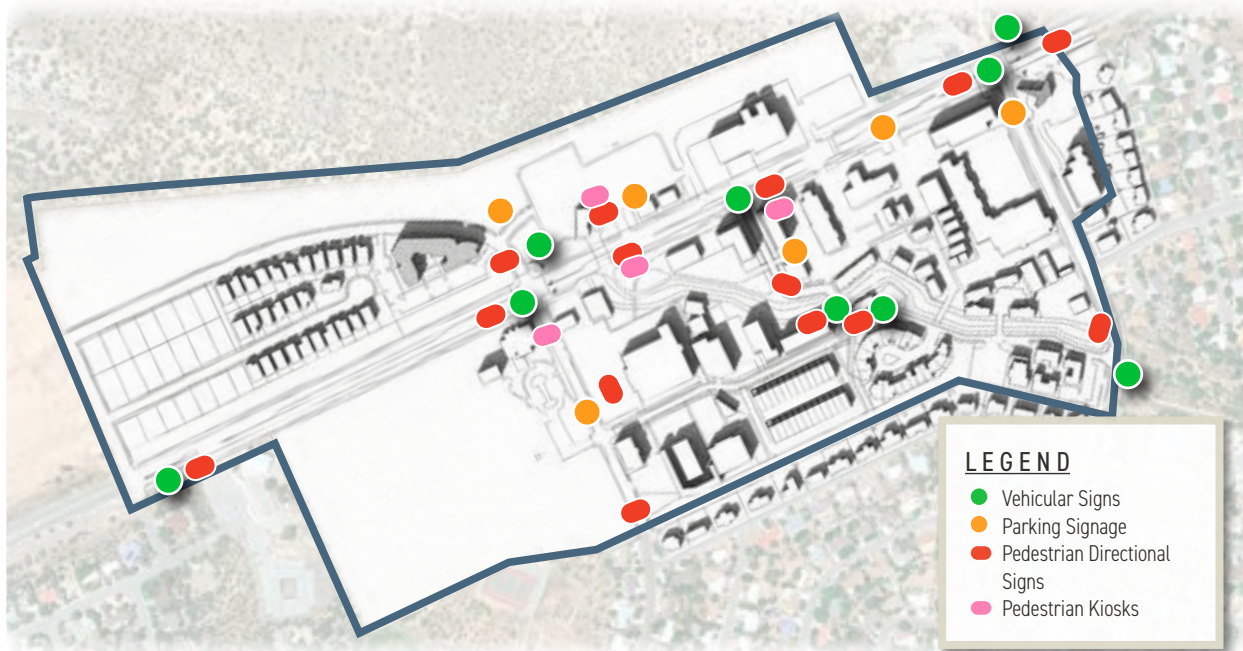 LEGEND
Vehicular Signs
Parking Signage
Pedestrian Directional
Signs
Pedestrian Kiosks